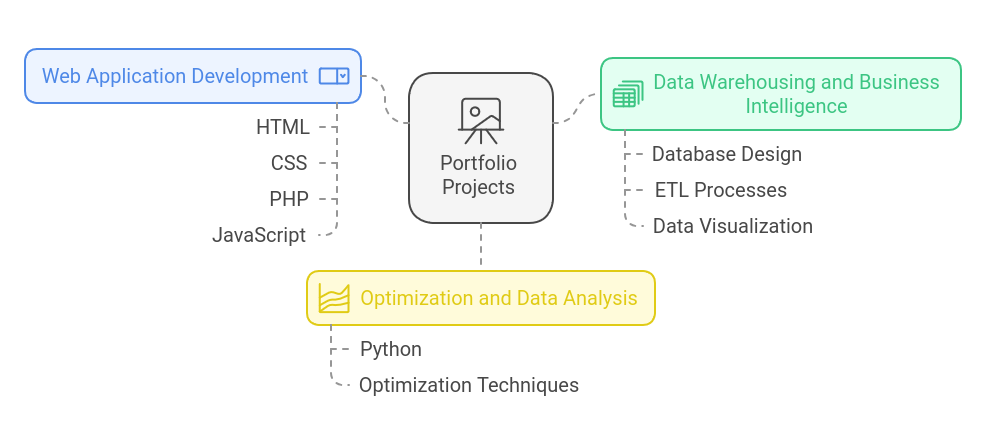 Web Application Development
HTML
CSS
PHP
JavaScript
Portfolio
Projects
Data Warehousing and Business
Intelligence
Database Design
ETL Processes
Data Visualization
Optimization and Data Analysis
Python
Optimization Techniques